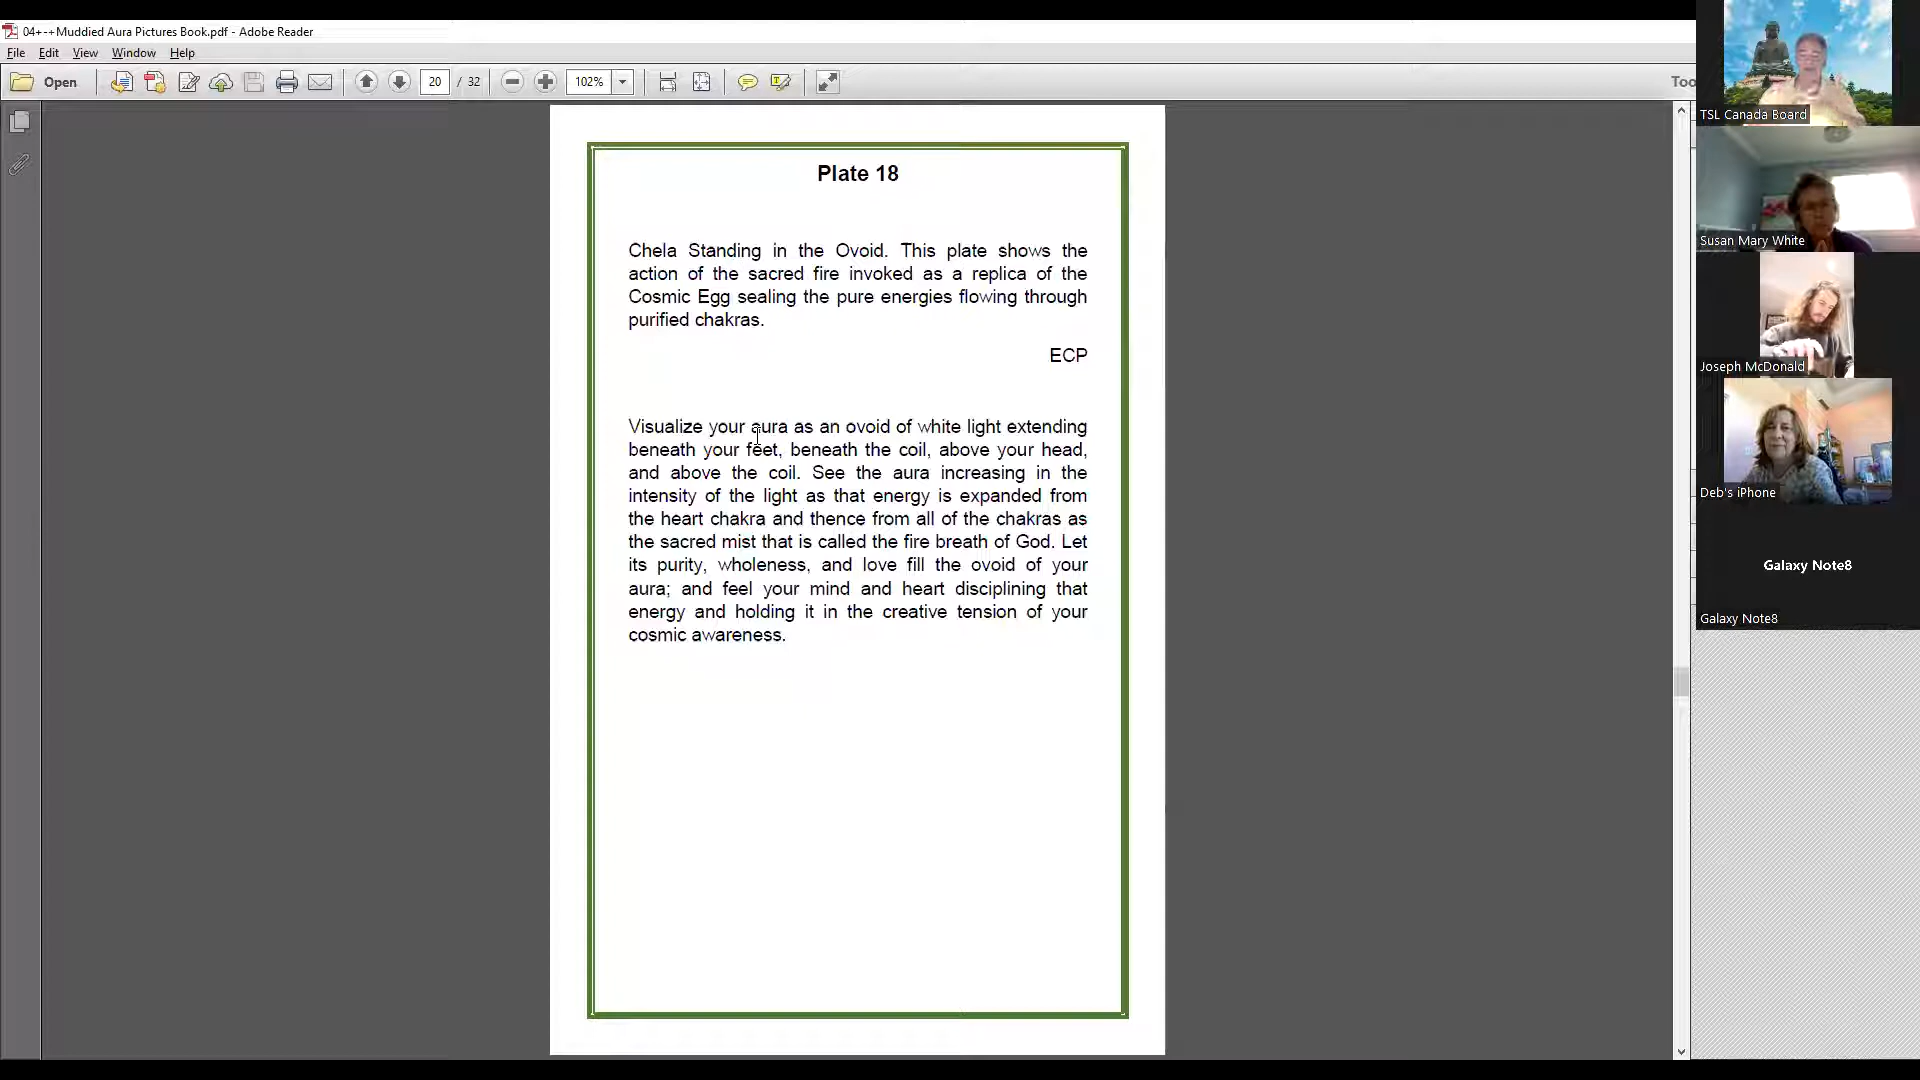 04+-+Muddied Aura Pictures Book.pdf - Adobe Reader
File Edit View Window Help
Open 20 / 32 102% Too
Plate 18
Chela Standing in the Ovoid. This plate shows the
action of the sacred fire invoked as a replica of the
Cosmic Egg sealing the pure energies flowing through
purified chakras.
ECP
Visualize your aura as an ovoid of white light extending
beneath your feet, beneath the coil, above your head,
and above the coil. See the aura increasing in the
intensity of the light as that energy is expanded from
the heart chakra and thence from all of the chakras as
the sacred mist that is called the fire breath of God. Let
its purity, wholeness, and love fill the ovoid of your
aura; and feel your mind and heart disciplining that
energy and holding it in the creative tension of your
cosmic awareness.
TSL Canada Board
Susan Mary White
Joseph McDonald
Deb's iPhone
Galaxy Note8
Galaxy Note8